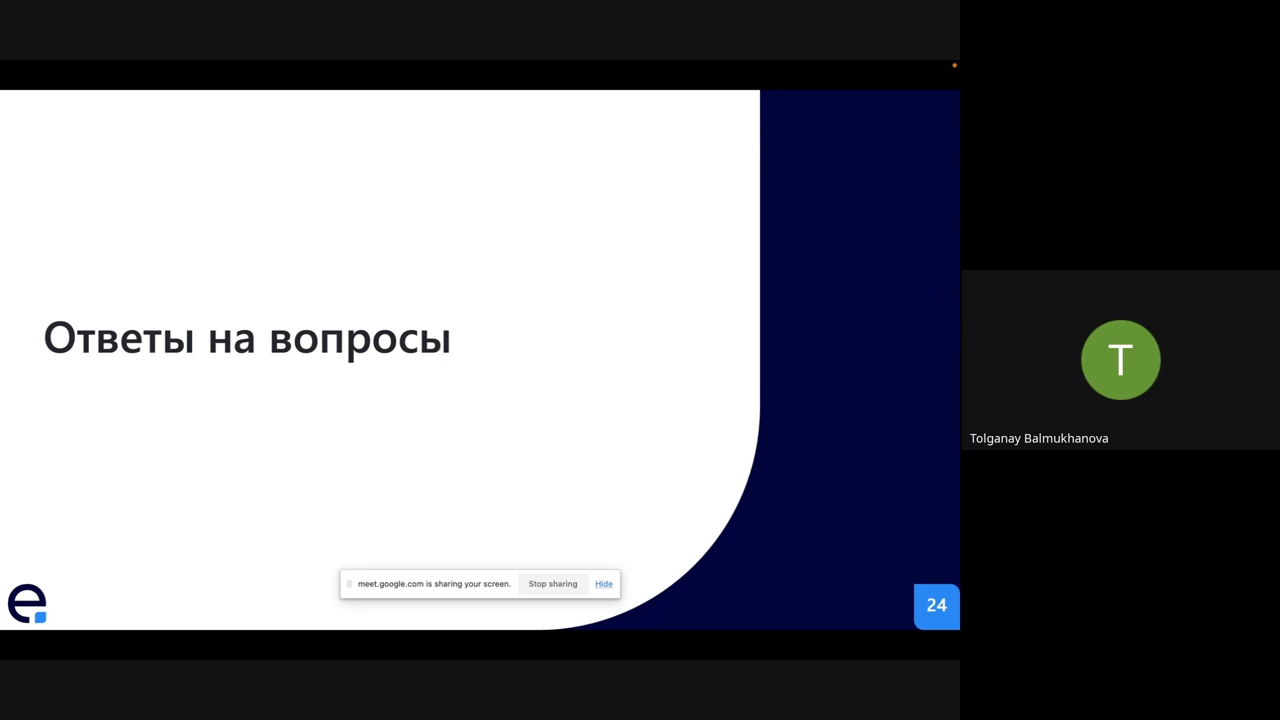 Ответы на вопросы
meet.google.com is sharing your screen. Stop sharing Hide
e
24
T
Tolganay Balmukhanova